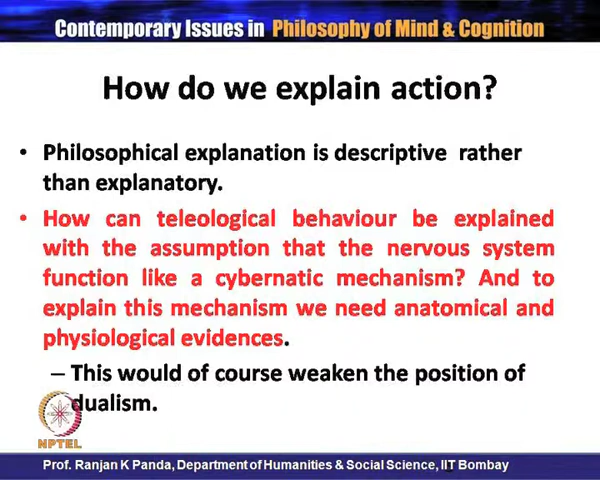 Contemporary Issues in Philosophy of Mind & Cognition
How do we explain action?
• Philosophical explanation is descriptive rather
than explanatory.
• How can teleological behaviour be explained
with the assumption that the nervous system
function like a cybernatic mechanism? And to
explain this mechanism we need anatomical and
physiological evidences.
– This would of course weaken the position of
dualism.
NPTEL
Prof. Ranjan K Panda, Department of Humanities & Social Science, IIT Bombay